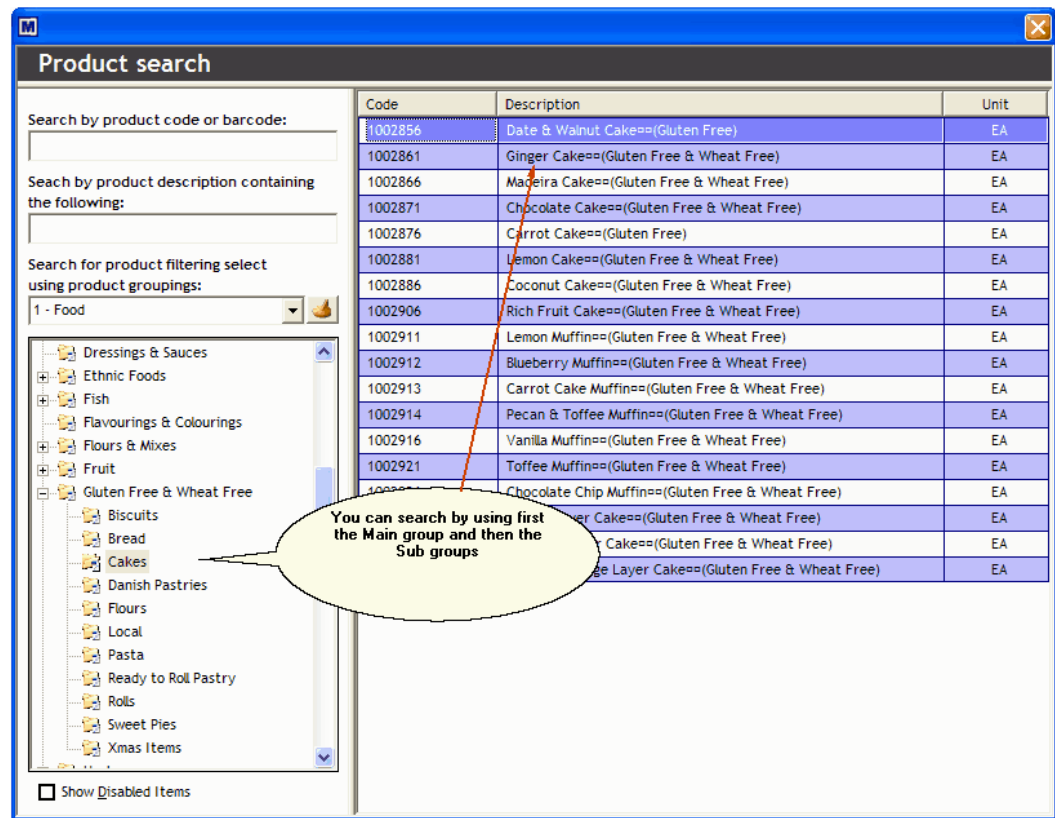 M
Product search
Search by product code or barcode:
Seach by product description containing
the following:
Search for product filtering select
using product groupings:
1 - Food
Dressings & Sauces
Ethnic Foods
Fish
Flavourings & Colourings
Flours & Mixes
Fruit
Gluten Free & Wheat Free
Biscuits
Bread
Cakes
Danish Pastries
Flours
Local
Pasta
Ready to Roll Pastry
Rolls
Sweet Pies
Xmas Items
Show Disabled Items
Code Description Unit
1002856 Date & Walnut Cake¤¤(Gluten Free) EA
1002861 Ginger Cake¤¤(Gluten Free & Wheat Free) EA
1002866 Madeira Cake¤¤(Gluten Free & Wheat Free) EA
1002871 Chocolate Cake¤¤(Gluten Free & Wheat Free) EA
1002876 Carrot Cake¤¤(Gluten Free) EA
1002881 Lemon Cake¤¤(Gluten Free & Wheat Free) EA
1002886 Coconut Cake¤¤(Gluten Free & Wheat Free) EA
1002906 Rich Fruit Cake¤¤(Gluten Free & Wheat Free) EA
1002911 Lemon Muffin¤¤(Gluten Free & Wheat Free) EA
1002912 Blueberry Muffin¤¤(Gluten Free & Wheat Free) EA
1002913 Carrot Cake Muffin¤¤(Gluten Free & Wheat Free) EA
1002914 Pecan & Toffee Muffin¤¤(Gluten Free & Wheat Free) EA
1002916 Vanilla Muffin¤¤(Gluten Free & Wheat Free) EA
1002921 Toffee Muffin¤¤(Gluten Free & Wheat Free) EA
Chocolate Chip Muffin¤¤(Gluten Free & Wheat Free) EA
Cake¤¤(Gluten Free & Wheat Free) EA
Cake¤¤(Gluten Free & Wheat Free) EA
Layer Cake¤¤(Gluten Free & Wheat Free) EA
You can search by using first
the Main group and then the
Sub groups